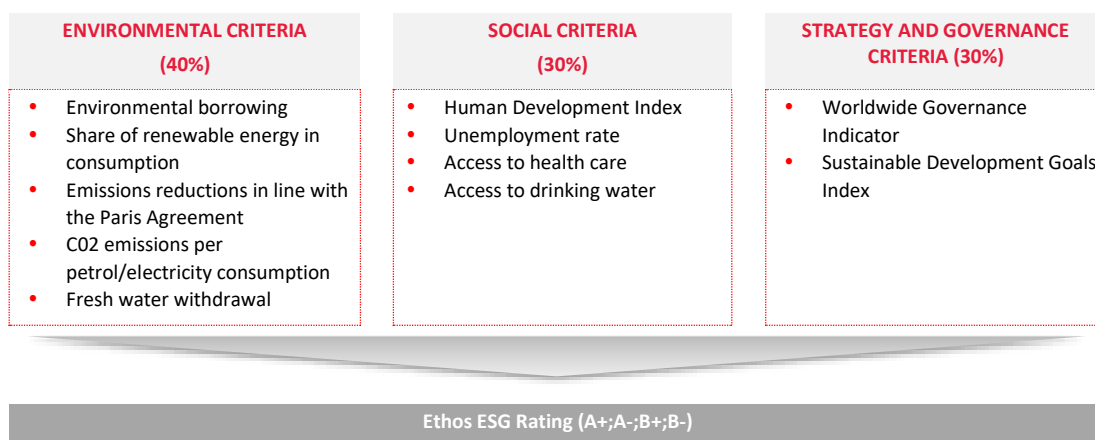 ENVIRONMENTAL CRITERIA
(40%)
• Environmental borrowing
• Share of renewable energy in
consumption
• Emissions reductions in line with
the Paris Agreement
• C02 emissions per
petrol/electricity consumption
• Fresh water withdrawal
SOCIAL CRITERIA
(30%)
• Human Development Index
• Unemployment rate
• Access to health care
• Access to drinking water
STRATEGY AND GOVERNANCE
CRITERIA (30%)
• Worldwide Governance
Indicator
• Sustainable Development Goals
Index
Ethos ESG Rating (A+;A-;B+;B-)